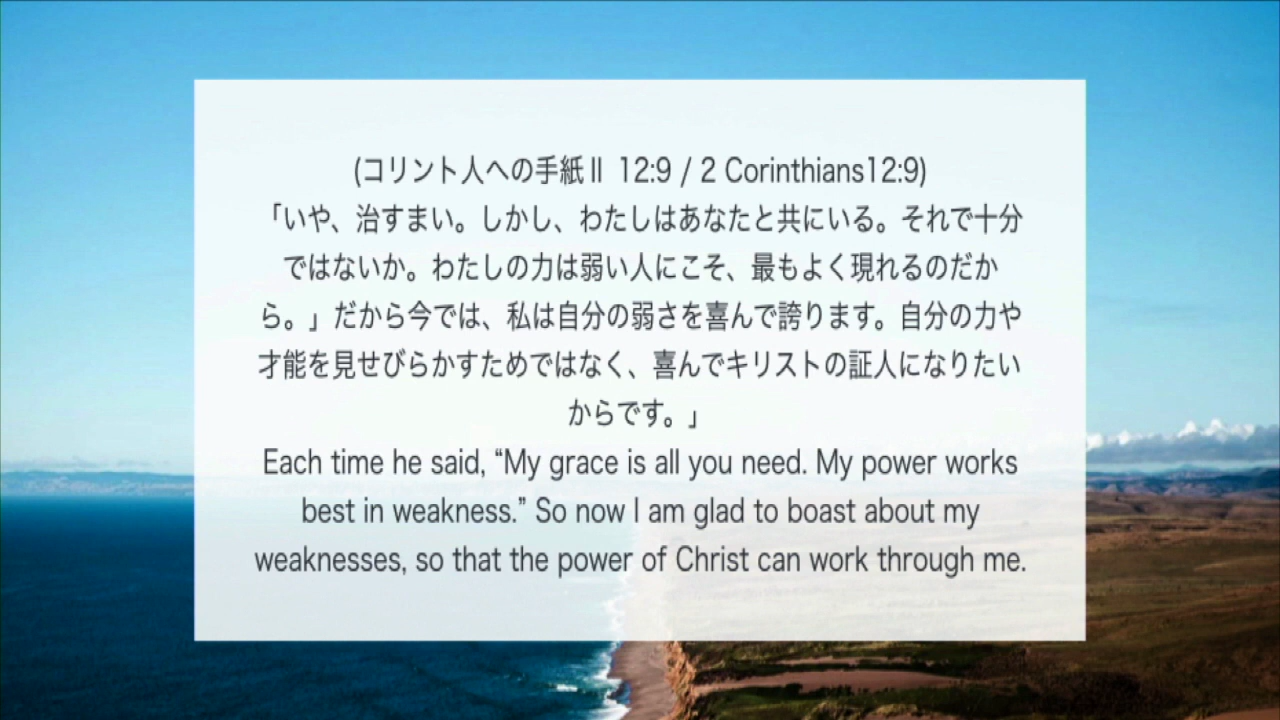 (コリント人への手紙Ⅱ 12:9 / 2 Corinthians12:9)
「いや、治すまい。しかし、わたしはあなたと共にいる。それで十分
ではないか。わたしの力は弱い人にこそ、最もよく現れるのだか
ら。」だから今では、私は自分の弱さを喜んで誇ります。自分の力や
才能を見せびらかすためではなく、喜んでキリストの証人になりたい
からです。」
Each time he said, “My grace is all you need. My power works
best in weakness.” So now I am glad to boast about my
weaknesses, so that the power of Christ can work through me.